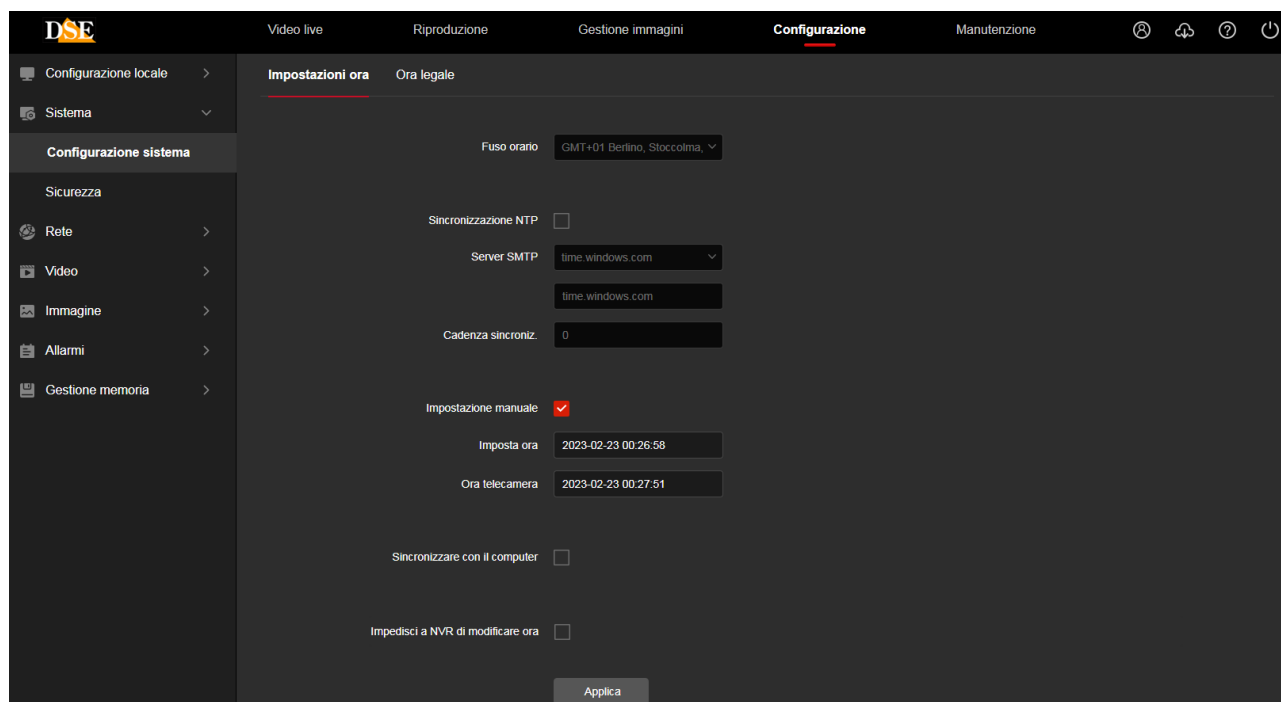 DSE
Video live
Riproduzione
Gestione immagini
Configurazione
Manutenzione
Configurazione locale
Sistema
Configurazione sistema
Sicurezza
Rete
Video
Immagine
Allarmi
Gestione memoria
Impostazioni ora
Ora legale
Fuso orario GMT+01 Berlino, Stoccolma,
Sincronizzazione NTP
Server SMTP time.windows.com
time.windows.com
Cadenza sincroniz. 0
Impostazione manuale
Imposta ora 2023-02-23 00:26:58
Ora telecamera 2023-02-23 00:27:51
Sincronizzare con il computer
Impedisci a NVR di modificare ora
Applica